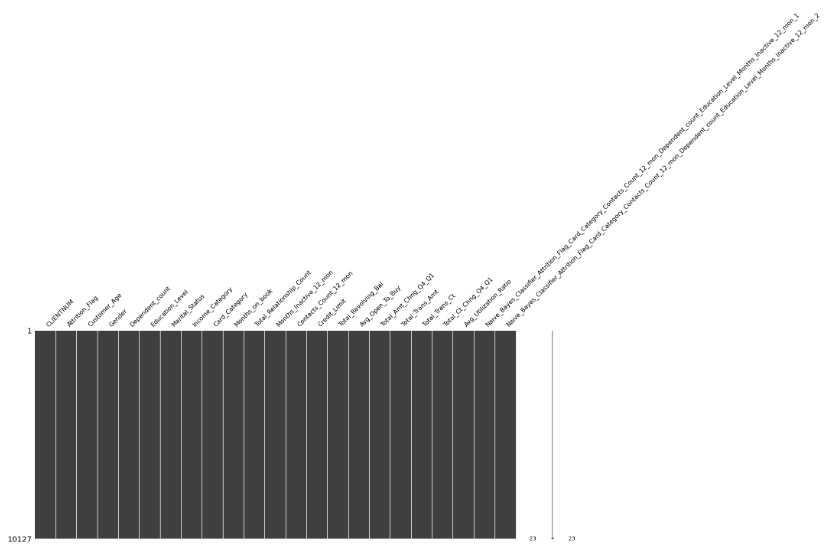 CLIENTNUM
Attrition_Flag
Customer_Age
Gender
Dependent_count
Education_Level
Marital_Status
Income_Category
Card_Category
Months_on_book
Total_Relationship_Count
Months_Inactive_12_mon
Contacts_Count_12_mon
Credit_Limit
Total_Revolving_Bal
Avg_Open_To_Buy
Total_Amt_Chng_Q4_Q1
Total_Trans_Amt
Total_Trans_Ct
Total_Ct_Chng_Q4_Q1
Avg_Utilization_Ratio
Naive_Bayes_Classifier_Attrition_Flag_Card_Category_Contacts_Count_12_mon_Dependent_count_Education_Level_Months_Inactive_12_mon_1
Naive_Bayes_Classifier_Attrition_Flag_Card_Category_Contacts_Count_12_mon_Dependent_count_Education_Level_Months_Inactive_12_mon_2
1
10127
23 23